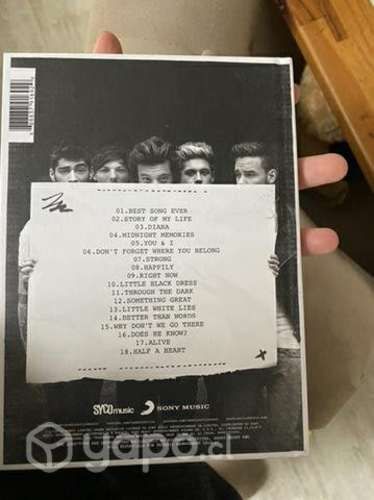 01.BEST SONG EVER
02.STORY OF MY LIFE
03.DIANA
04.MIDNIGHT MEMORIES
05.YOU & I
06.DON'T FORGET WHERE YOU BELONG
07.STRONG
08.HAPPILY
09.RIGHT NOW
10.LITTLE BLACK DRESS
11.THROUGH THE DARK
12.SOMETHING GREAT
13.LITTLE WHITE LIES
14.BETTER THAN WORDS
15.WHY DON'T WE GO THERE
16.DOES HE KNOW?
17.ALIVE
18.HALF A HEART
SYCOmusic
SONY MUSIC
yapo.cl